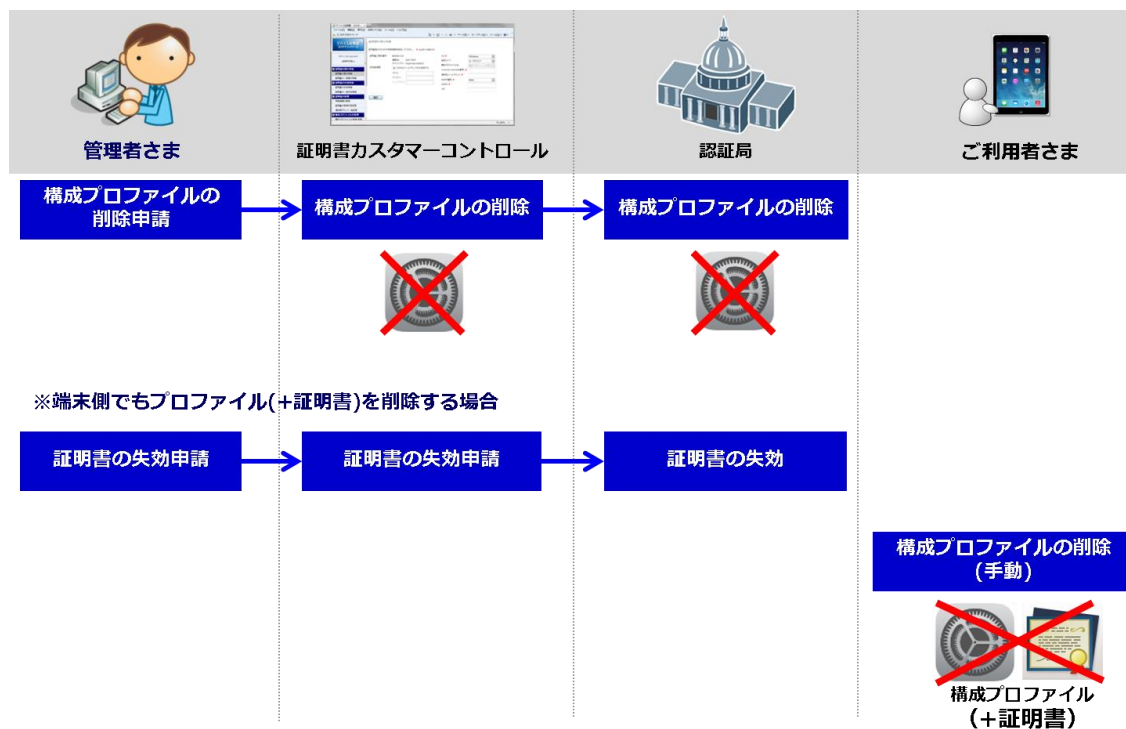 管理者さま
証明書カスタマーコントロール
認証局
ご利用者さま
構成プロファイルの
削除申請
構成プロファイルの削除
構成プロファイルの削除
※端末側でもプロファイル(+証明書)を削除する場合
証明書の失効申請
証明書の失効申請
証明書の失効
構成プロファイルの削除
(手動)
構成プロファイル
(+証明書)